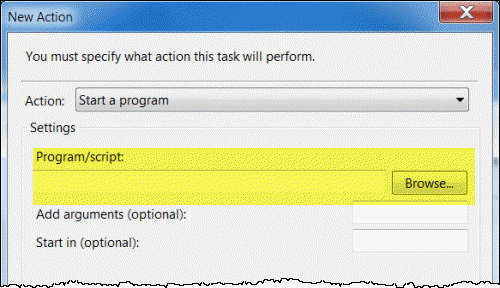 New Action
You must specify what action this task will perform.
Action: Start a program
Settings
Program/script:
Browse...
Add arguments (optional):
Start in (optional):